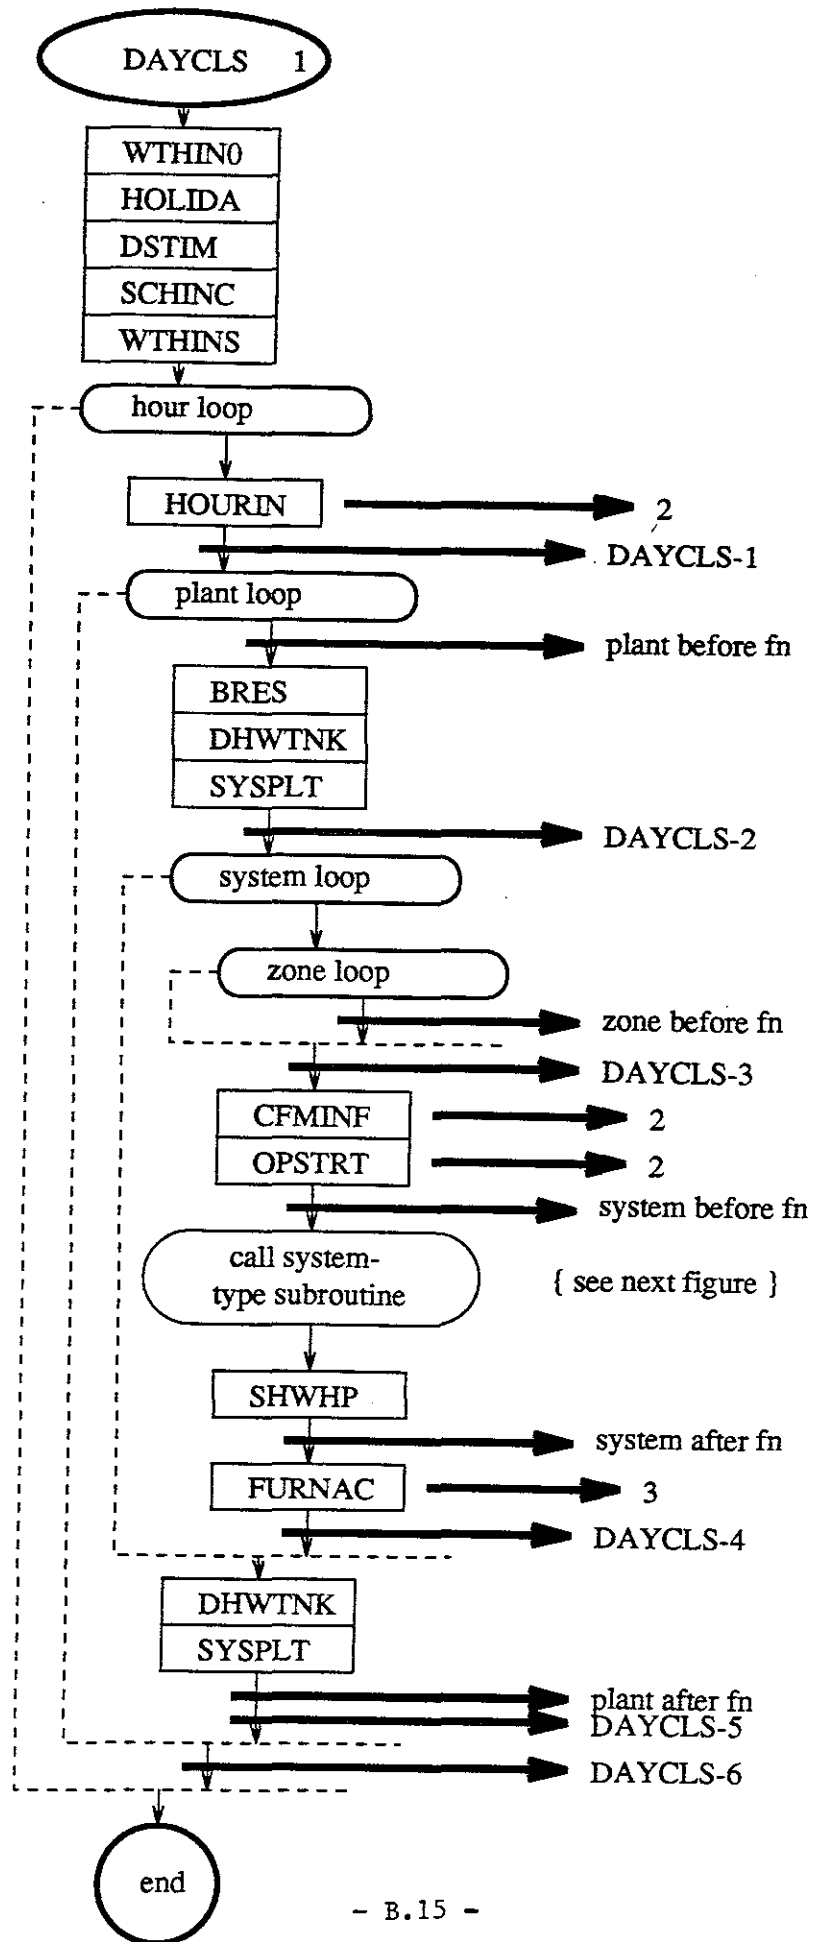 DAYCLS 1
WTHIN0
HOLIDA
DSTIM
SCHINC
WTHINS
hour loop
HOURIN
2
DAYCLS-1
plant loop
plant before fn
BRES
DHWTNK
SYSPLT
DAYCLS-2
system loop
zone loop
zone before fn
DAYCLS-3
CFMINF
2
OPSTRT
2
system before fn
call system-
type subroutine
{ see next figure }
SHWHP
system after fn
FURNAC
3
DAYCLS-4
DHWTNK
SYSPLT
plant after fn
DAYCLS-5
DAYCLS-6
end
- B.15 -